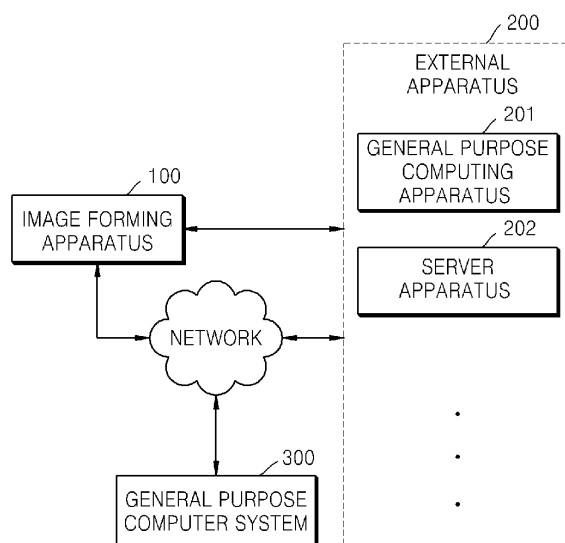 200
EXTERNAL
APPARATUS
201
GENERAL PURPOSE
COMPUTING
APPARATUS
100
IMAGE FORMING
APPARATUS
202
SERVER
APPARATUS
NETWORK
300
GENERAL PURPOSE
COMPUTER SYSTEM